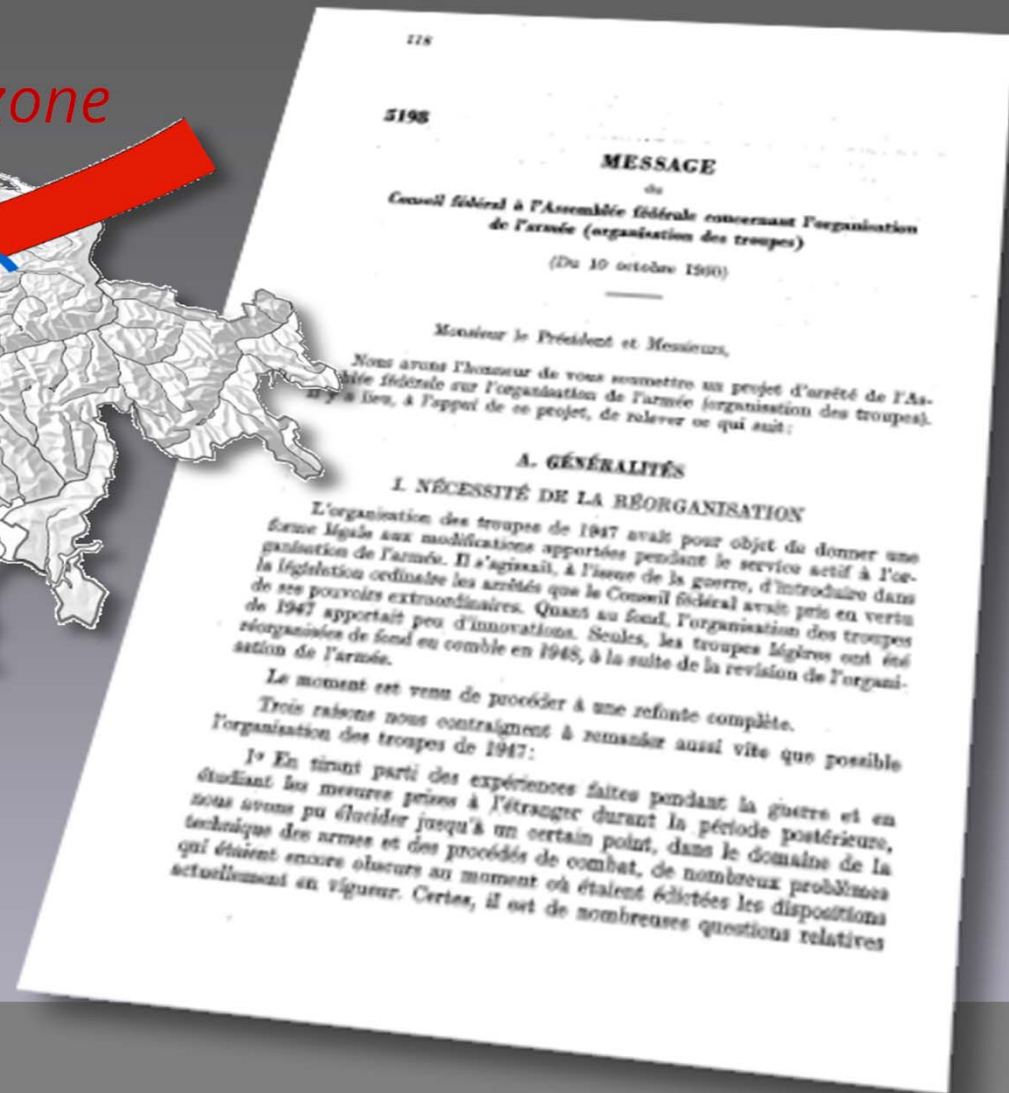 zone
118
5198
MESSAGE
du
Conseil fédéral à l'Assemblée fédérale concernant l'organisation
de l'armée (organisation des troupes)
(Du 10 octobre 1950)
Monsieur le Président et Messieurs,
Nous avons l'honneur de vous soumettre un projet d'arrêté de l'As-
blée fédérale sur l'organisation de l'armée (organisation des troupes).
Il y a lieu, à l'appui de ce projet, de relever ce qui suit:
A. GÉNÉRALITÉS
I. NÉCESSITÉ DE LA RÉORGANISATION
L'organisation des troupes de 1947 avait pour objet de donner une
forme légale aux modifications apportées pendant le service actif à l'or-
ganisation de l'armée. Il s'agissait, à l'issue de la guerre, d'introduire dans
la législation ordinaire les arrêtés que le Conseil fédéral avait pris en vertu
de ses pouvoirs extraordinaires. Quant au fond, l'organisation des troupes
de 1947 apportait peu d'innovations. Seules, les troupes légères ont été
réorganisées de fond en comble en 1948, à la suite de la revision de l'organi-
sation de l'armée.
Le moment est venu de procéder à une refonte complète.
Trois raisons nous contraignent à remanier aussi vite que possible
l'organisation des troupes de 1947:
1º En tirant parti des expériences faites pendant la guerre et en
étudiant les mesures prises à l'étranger durant la période postérieure,
nous avons pu élucider jusqu'à un certain point, dans le domaine de la
technique des armes et des procédés de combat, de nombreux problèmes
qui étaient encore obscurs au moment où étaient édictées les dispositions
actuellement en vigueur. Certes, il est de nombreuses questions relatives